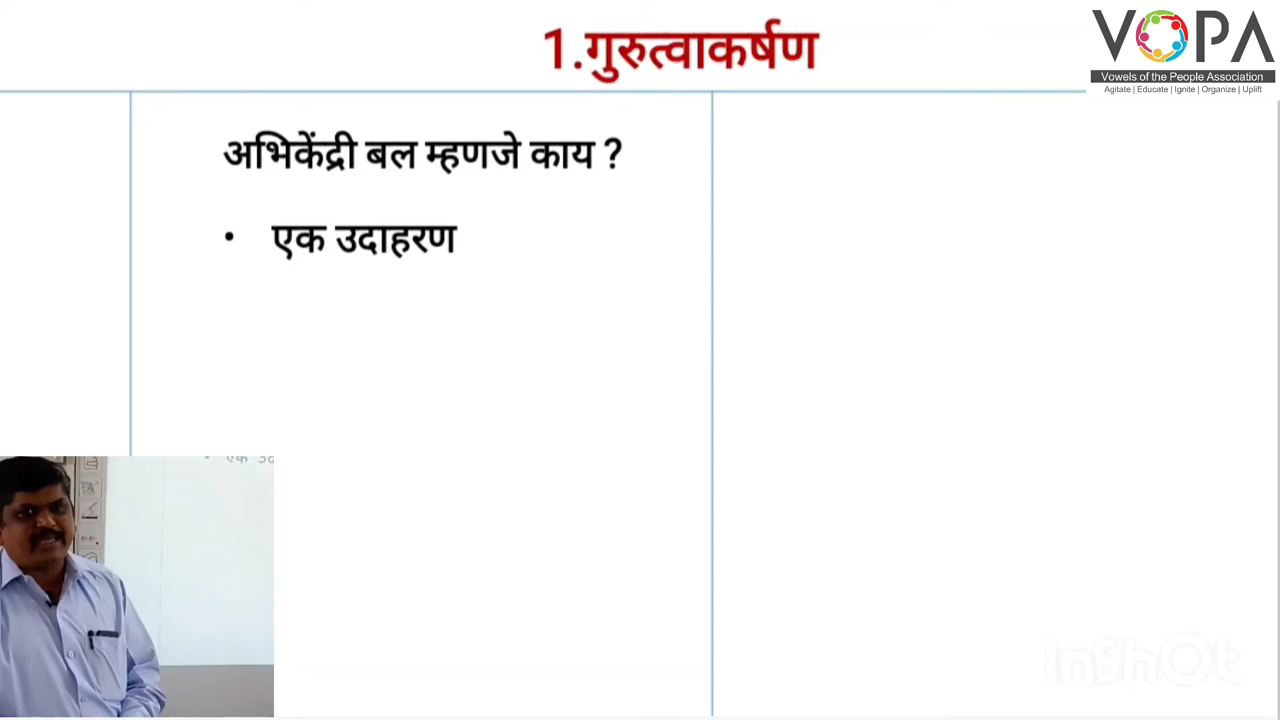 1.गुरुत्वाकर्षण
VOPA
Vowels of the People Association
Agitate | Educate | Ignite | Organize | Uplift
अभिकेंद्री बल म्हणजे काय ?
• एक उदाहरण
InShOt